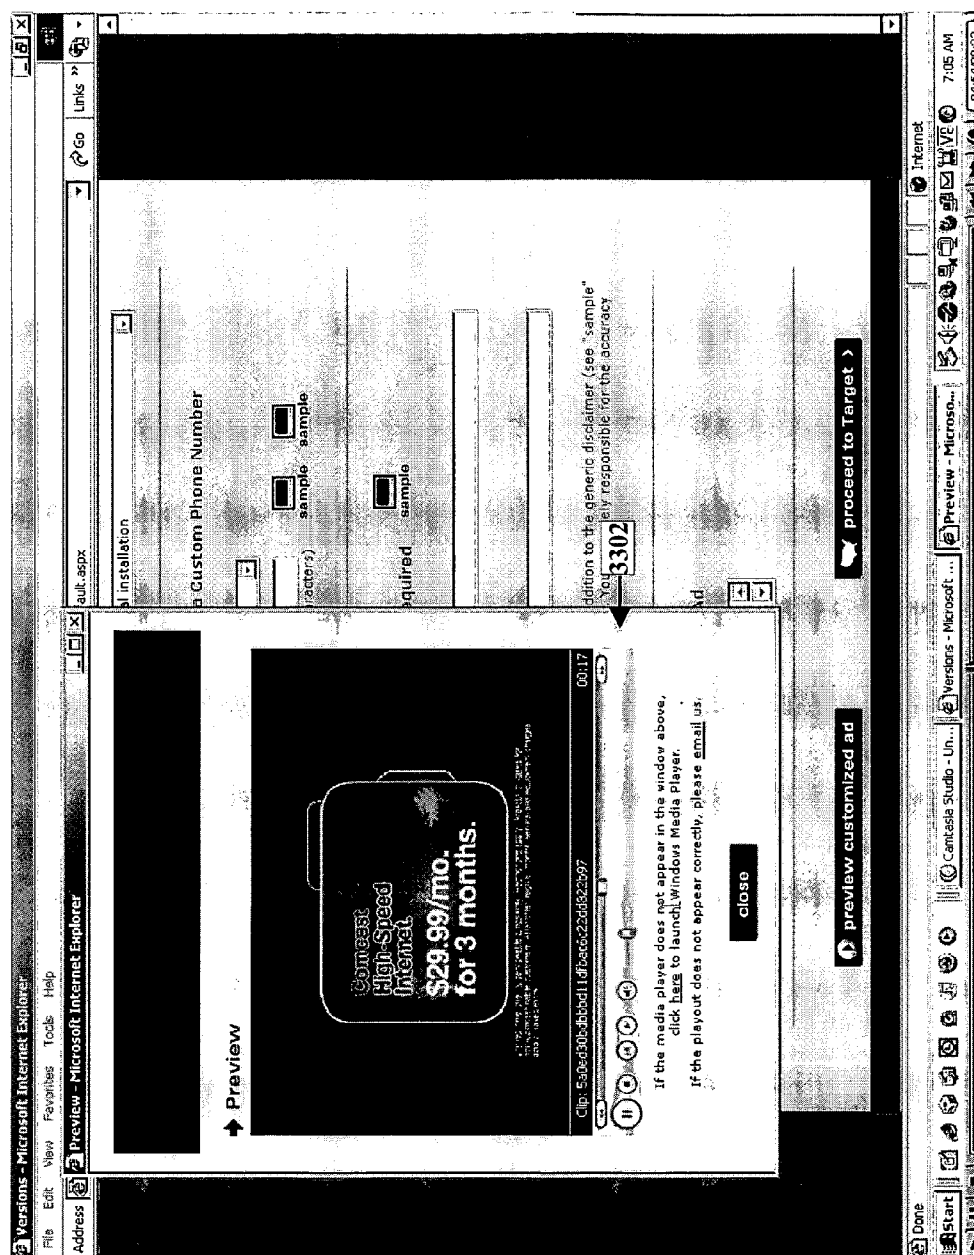 Versions - Microsoft Internet Explorer
File Edit View Favorites Tools Help
Address
ault.aspx
Go
Links »
Preview - Microsoft Internet Explorer
Preview
Comcast
High-Speed
Internet
$29.99/mo.
for 3 months.
Clip: 5a0ed30bdbbbd11dfbac6c22dd822b97
00:17
If the media player does not appear in the window above,
click here to launch Windows Media Player.
If the playout does not appear correctly, please email us.
close
al installation
a Custom Phone Number
sample
sample
racters)
equired
sample
ddition to the generic disclaimer (see "sample"
You
ely responsible for the accuracy
3302
Ad
preview customized ad
proceed to Target >
Done
Internet
Start
Camtasia Studio - Un...
Versions - Microsoft ...
Preview - Microso...
7:05 AM